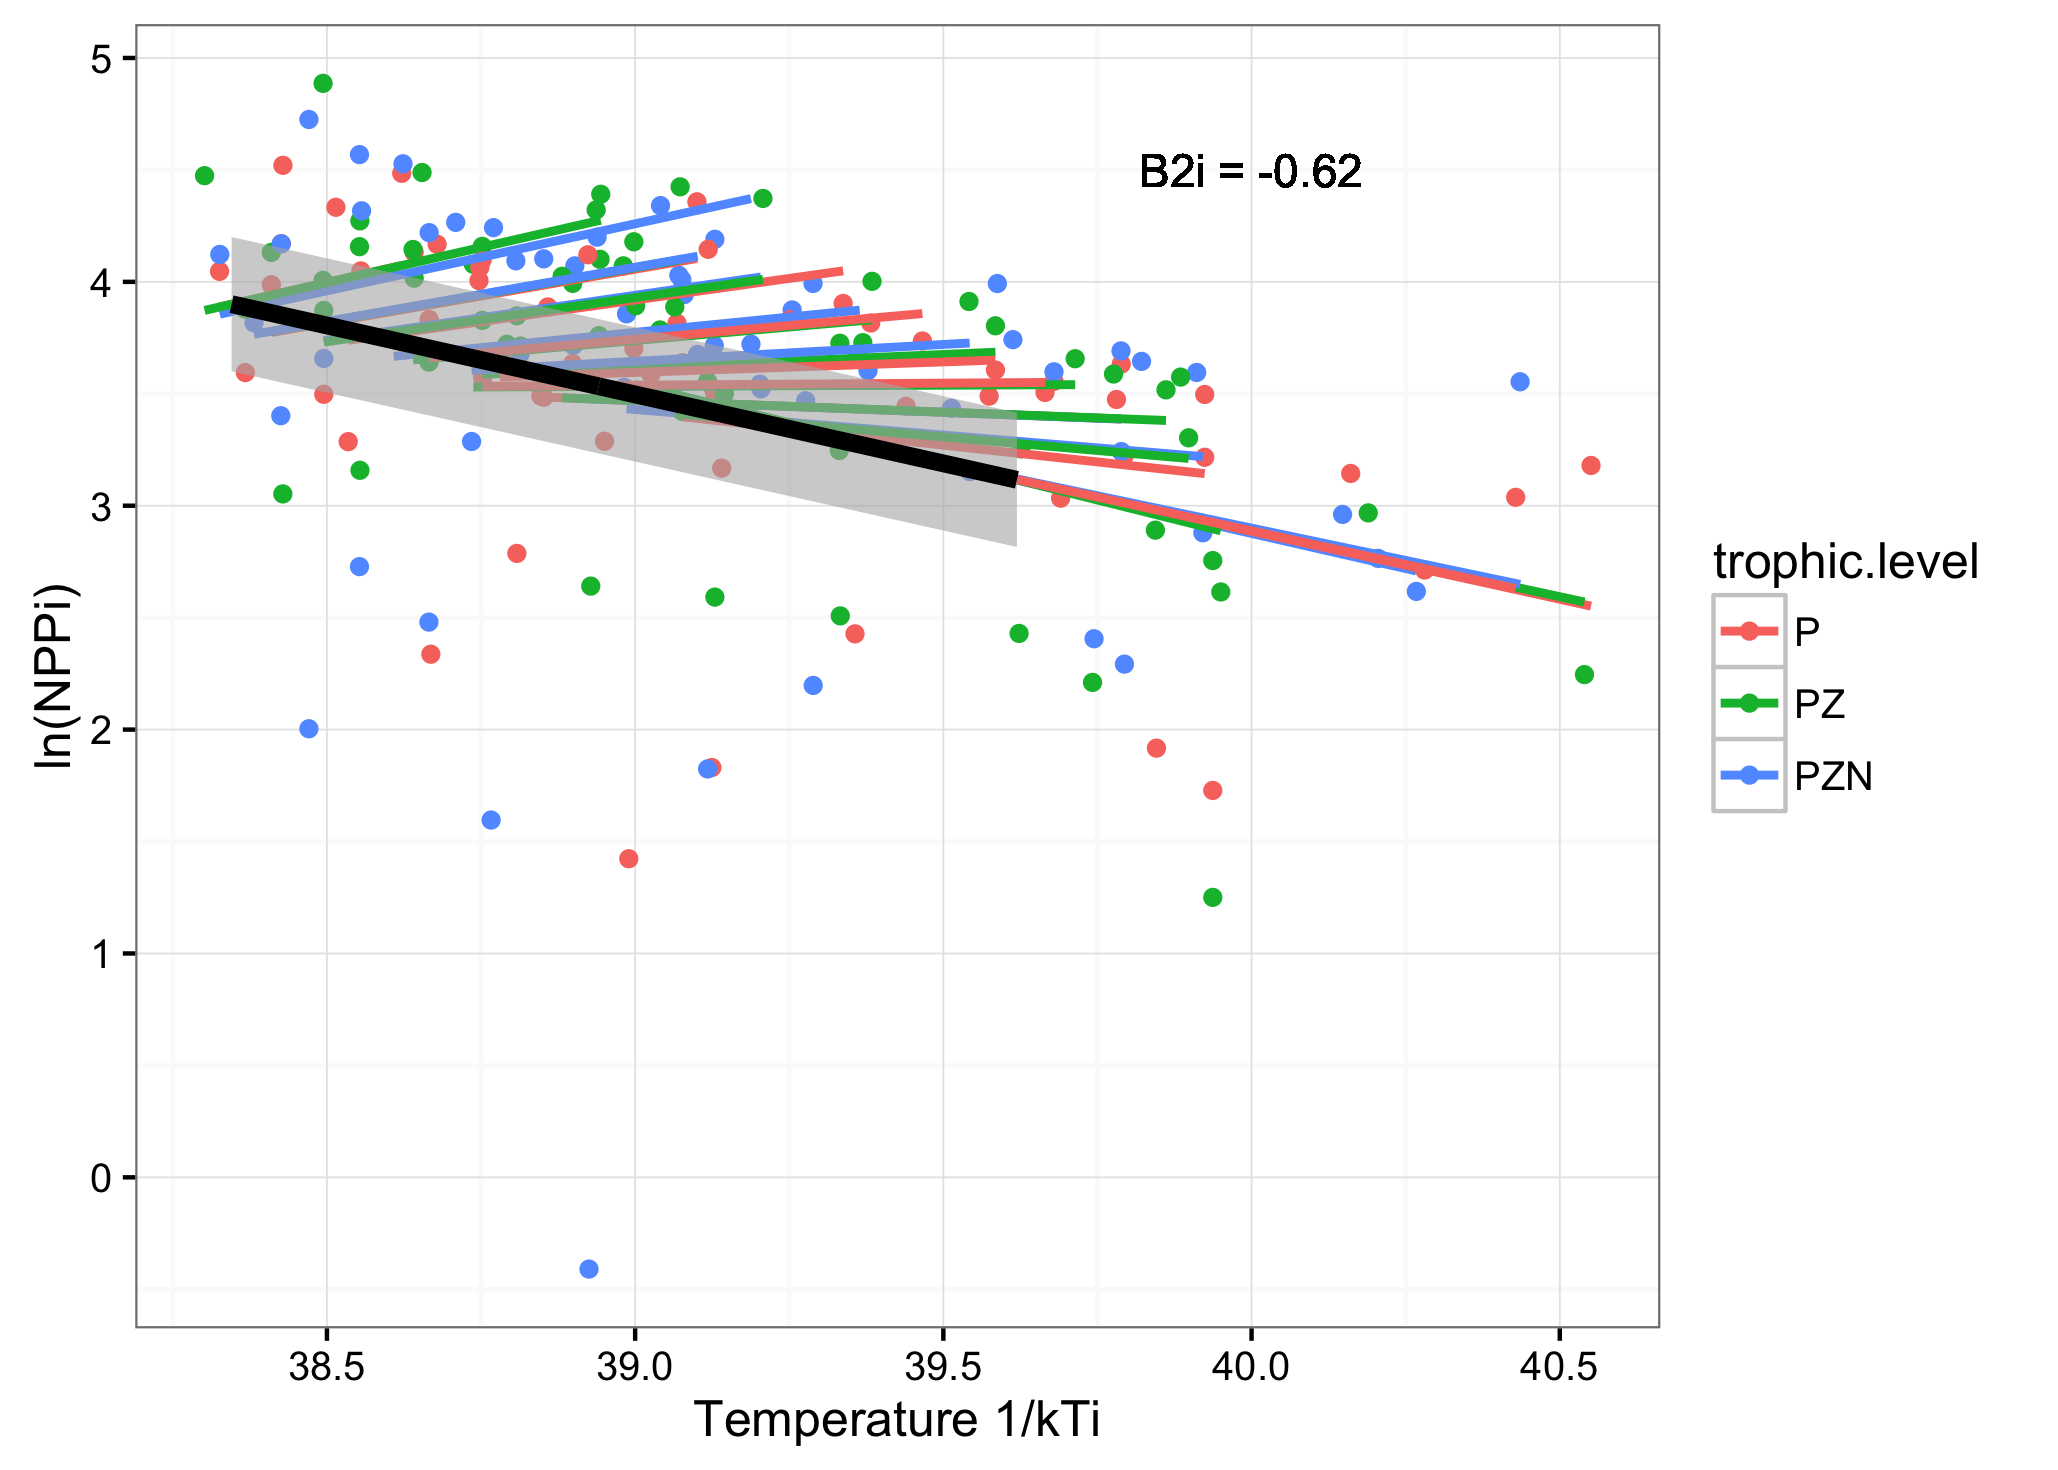 5
4
3
2
1
0
ln(NPPi)
B2i = -0.62
38.5
39.0
39.5
40.0
40.5
Temperature 1/kTi
trophic.level
P
PZ
PZN